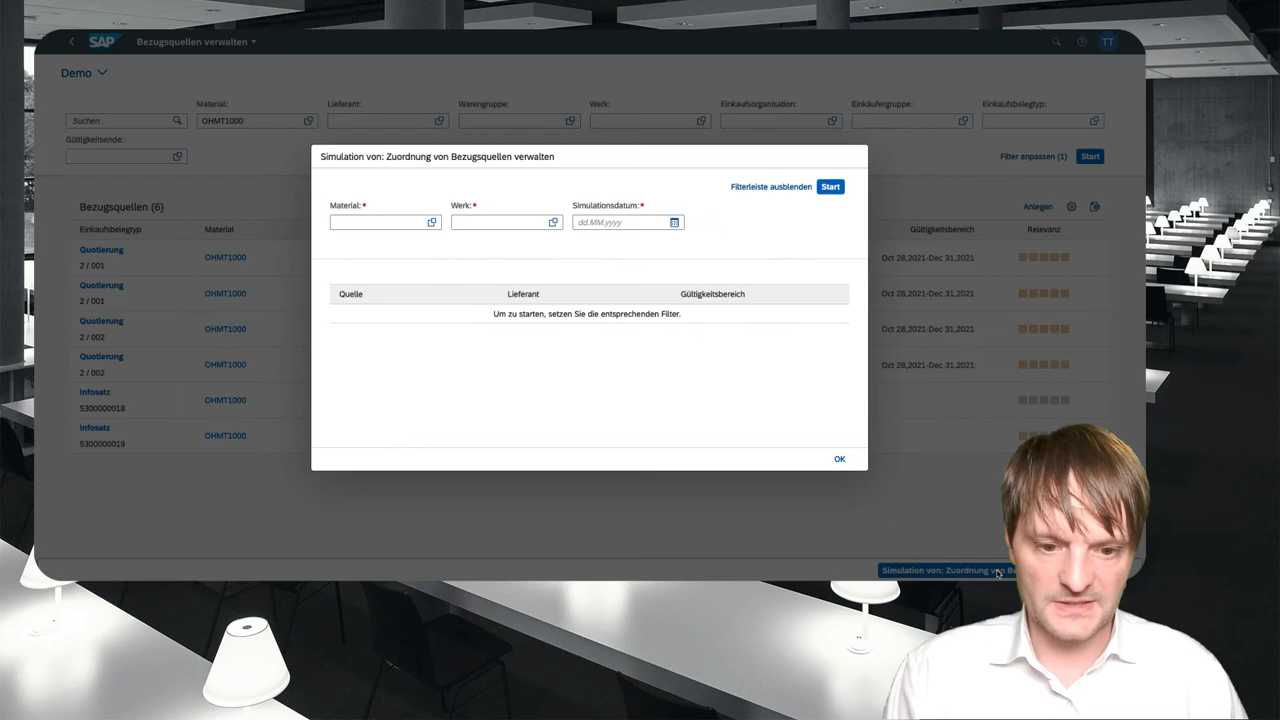 SAP Bezugsquellen verwalten TT
Demo
Material: Lieferant: Warengruppe: Werk: Einkaufsorganisation: Einkäufergruppe: Einkaufsbelegtyp:
Suchen OHMT1000
Gültigkeitsende:
Filter anpassen (1) Start
Simulation von: Zuordnung von Bezugsquellen verwalten
Filterleiste ausblenden Start
Material:* Werk:* Simulationsdatum:*
dd.MM.yyyy
Quelle Lieferant Gültigkeitsbereich
Um zu starten, setzen Sie die entsprechenden Filter.
OK
Bezugsquellen (6) Anlegen
Einkaufsbelegtyp Material Gültigkeitsbereich Relevanz
Quotierung OHMT1000 Oct 28,2021-Dec 31,2021
2 / 001
Quotierung OHMT1000 Oct 28,2021-Dec 31,2021
2 / 001
Quotierung OHMT1000 Oct 28,2021-Dec 31,2021
2 / 002
Quotierung OHMT1000 Oct 28,2021-Dec 31,2021
2 / 002
Infosatz OHMT1000
5300000018
Infosatz OHMT1000
5300000019
Simulation von: Zuordnung von Be